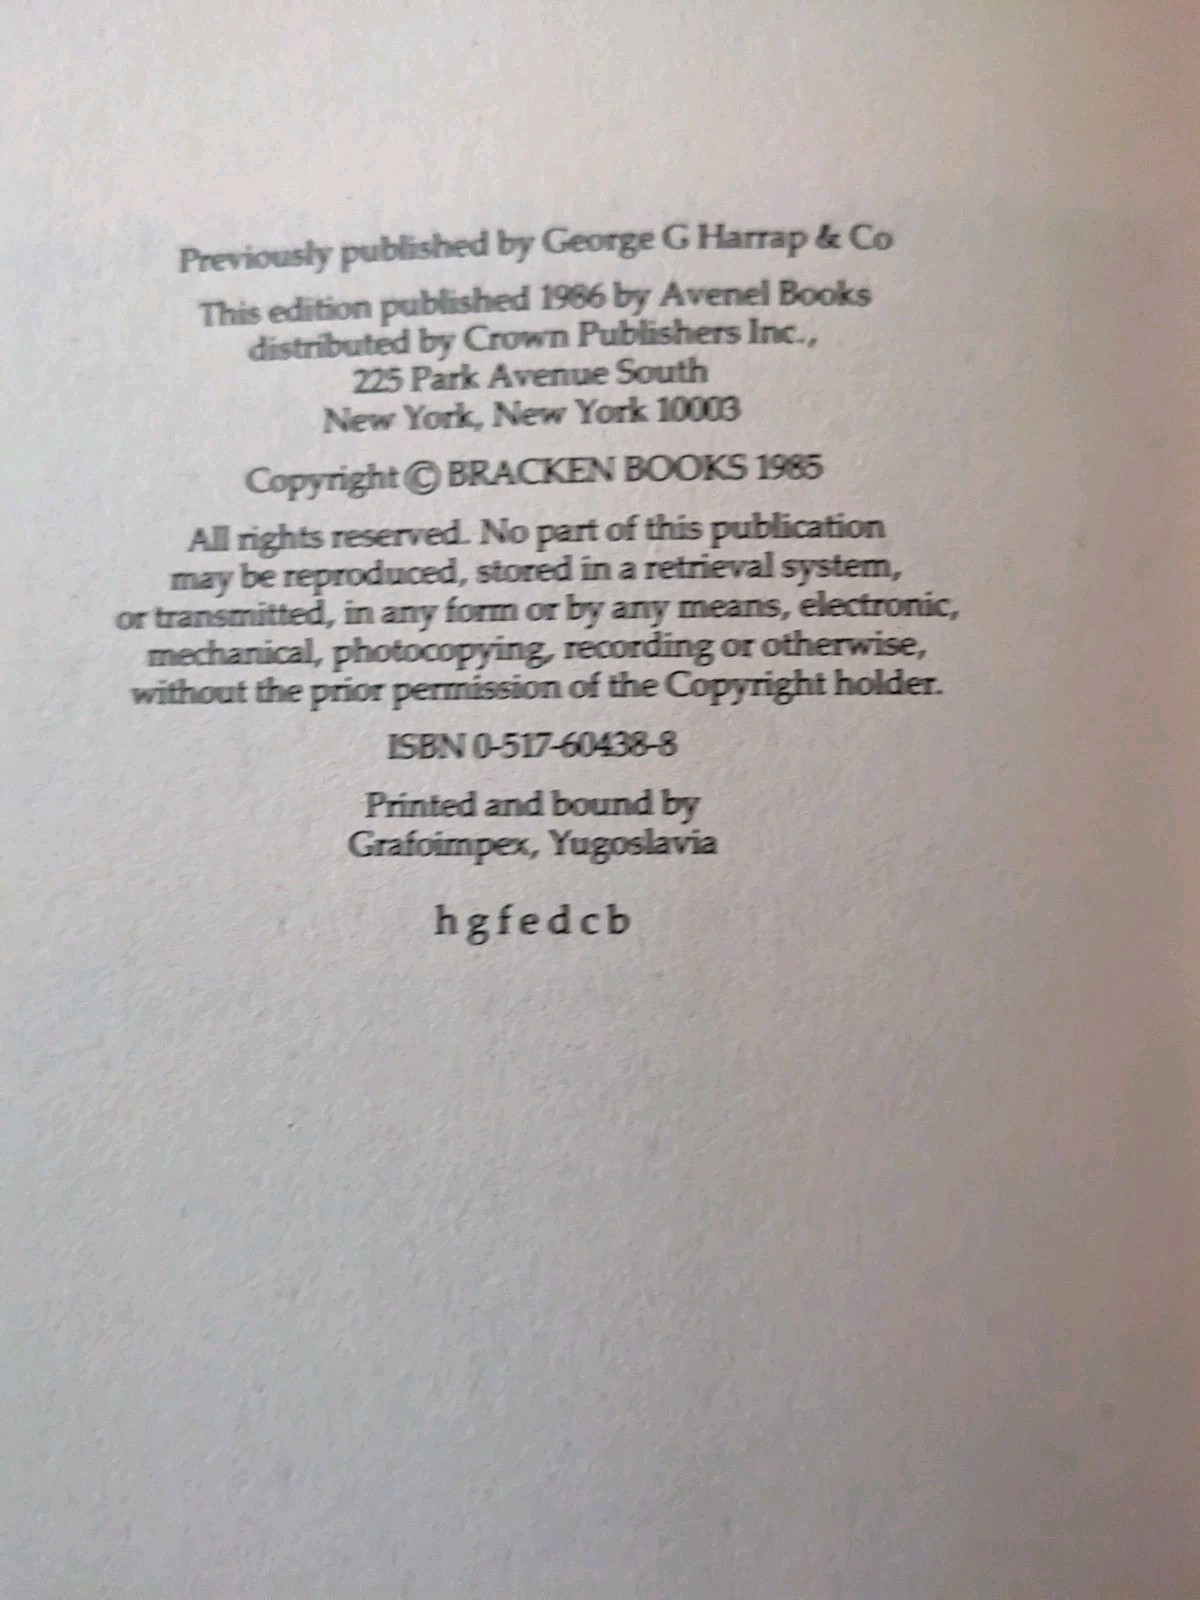 Previously published by George G Harrap & Co
This edition published 1986 by Avenel Books
distributed by Crown Publishers Inc.,
225 Park Avenue South
New York, New York 10003
Copyright © BRACKEN BOOKS 1985
All rights reserved. No part of this publication
may be reproduced, stored in a retrieval system,
or transmitted, in any form or by any means, electronic,
mechanical, photocopying, recording or otherwise,
without the prior permission of the Copyright holder.
ISBN 0-517-60438-8
Printed and bound by
Grafoimpex, Yugoslavia
h g f e d c b